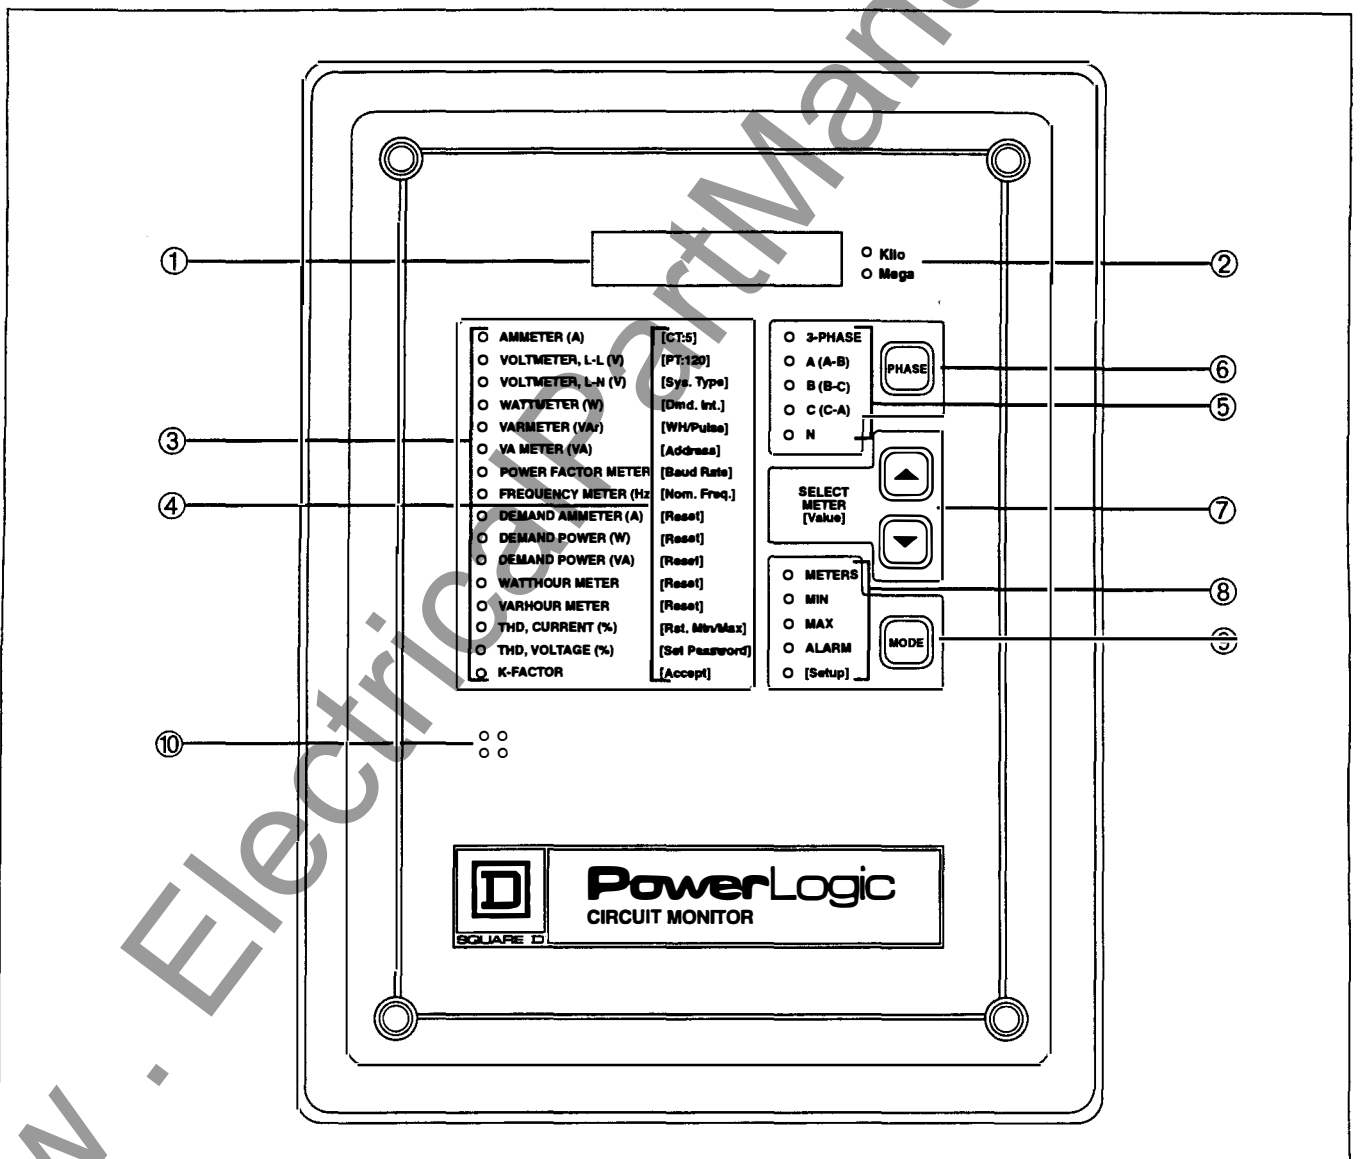 ① ② Kilo
Mega
AMMETER (A) [CT:5]
VOLTMETER, L-L (V) [PT:120]
VOLTMETER, L-N (V) [Sys. Type]
WATTMETER (W) [Dmd. Int.]
VARMETER (VAr) [WH/Pulse]
VA METER (VA) [Address]
POWER FACTOR METER [Baud Rate]
FREQUENCY METER (Hz [Nom. Freq.]
DEMAND AMMETER (A) [Reset]
DEMAND POWER (W) [Reset]
DEMAND POWER (VA) [Reset]
WATTHOUR METER [Reset]
VARHOUR METER [Reset]
THD, CURRENT (%) [Rst. Min/Max]
THD, VOLTAGE (%) [Set Password]
K-FACTOR [Accept]
③
④
3-PHASE
A (A-B)
B (B-C)
C (C-A)
N
PHASE
⑥
⑤
SELECT
METER
[Value]
⑦
METERS
MIN
MAX
ALARM
[Setup]
MODE
⑧
⑨
⑩
D
SQUARE D
PowerLogic
CIRCUIT MONITOR
www.ElectricalPartManu